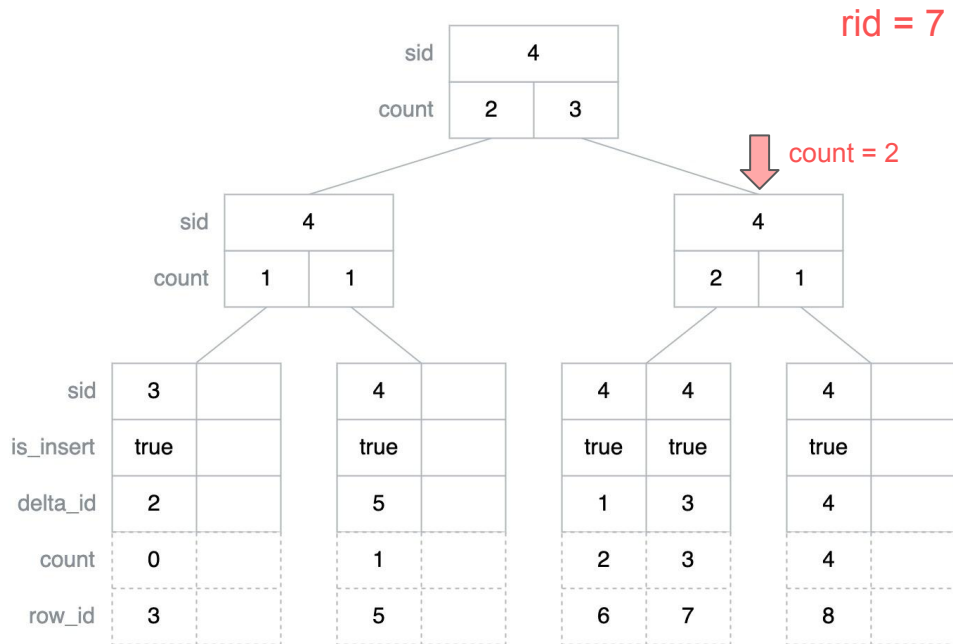 rid = 7
sid 4
count 2 3
count = 2
sid 4 4
count 1 1 2 1
sid 3 4 4 4 4
is_insert true true true true true
delta_id 2 5 1 3 4
count 0 1 2 3 4
row_id 3 5 6 7 8